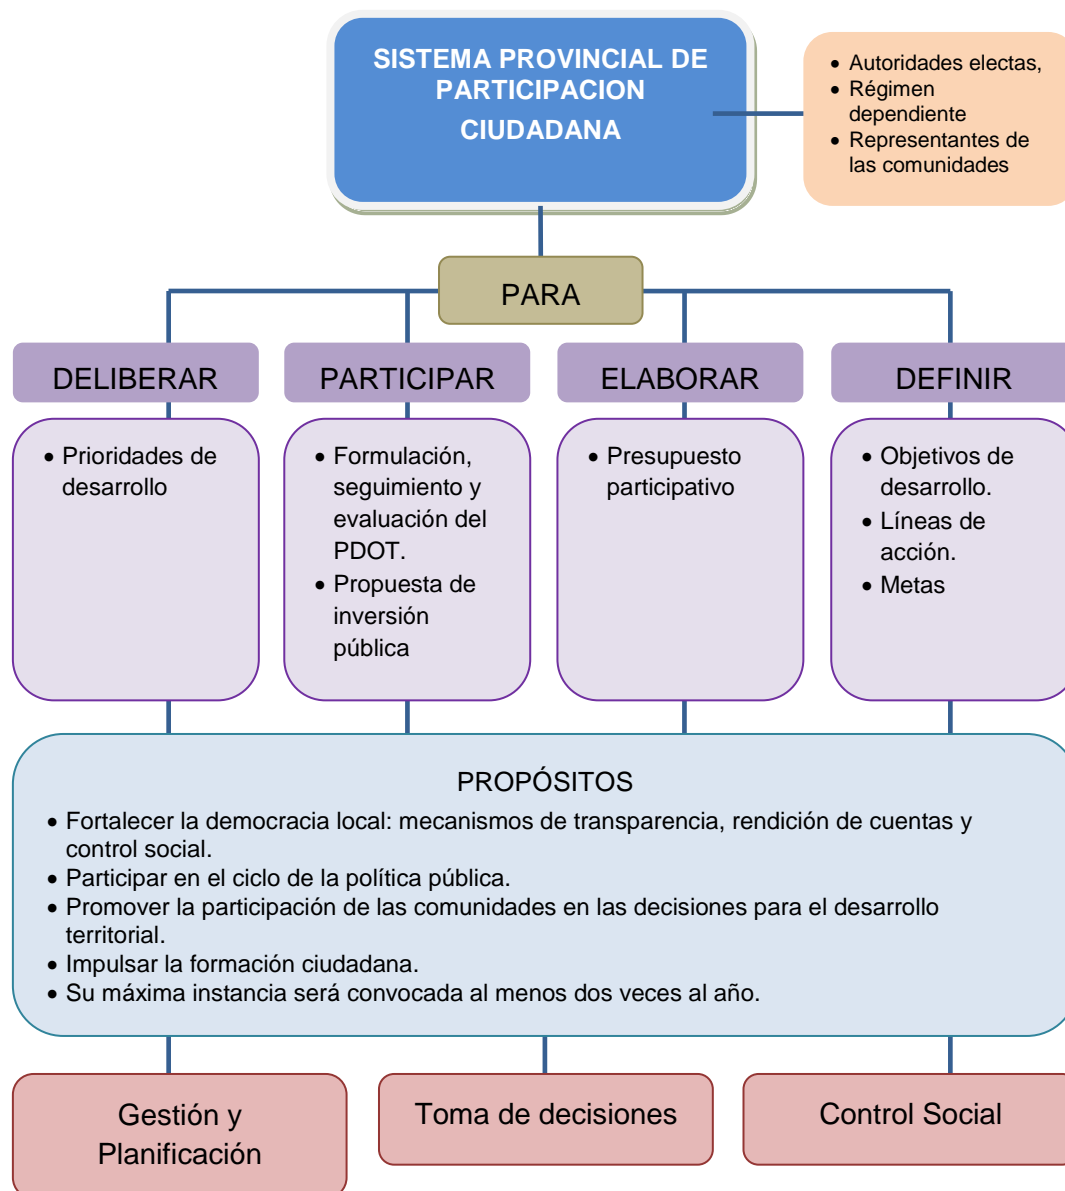 SISTEMA PROVINCIAL DE
PARTICIPACION
CIUDADANA
• Autoridades electas,
• Régimen
dependiente
• Representantes de
las comunidades
PARA
DELIBERAR
PARTICIPAR
ELABORAR
DEFINIR
• Prioridades de
desarrollo
• Formulación,
seguimiento y
evaluación del
PDOT.
• Propuesta de
inversión
pública
• Presupuesto
participativo
• Objetivos de
desarrollo.
• Líneas de
acción.
• Metas
PROPÓSITOS
• Fortalecer la democracia local: mecanismos de transparencia, rendición de cuentas y
control social.
• Participar en el ciclo de la política pública.
• Promover la participación de las comunidades en las decisiones para el desarrollo
territorial.
• Impulsar la formación ciudadana.
• Su máxima instancia será convocada al menos dos veces al año.
Gestión y
Planificación
Toma de decisiones
Control Social